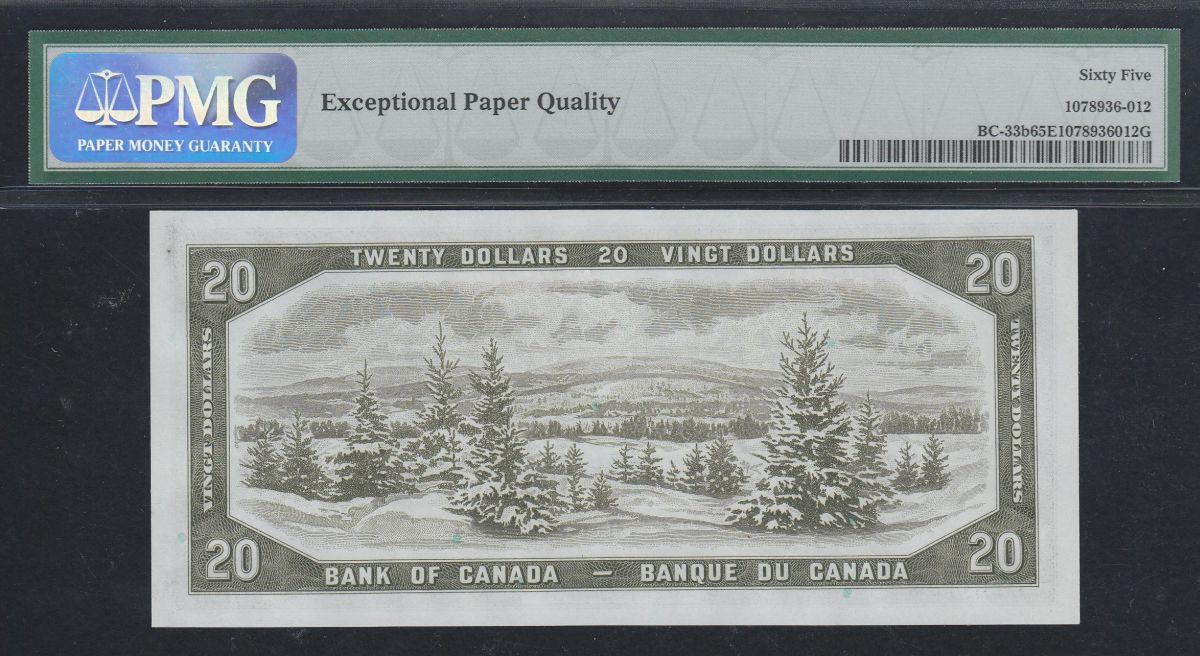 PMG
PAPER MONEY GUARANTY
Exceptional Paper Quality
Sixty Five
1078936-012
BC-33b65E1078936012G
TWENTY DOLLARS 20 VINGT DOLLARS
20
20
VINGT DOLLARS
TWENTY DOLLARS
20
20
BANK OF CANADA — BANQUE DU CANADA